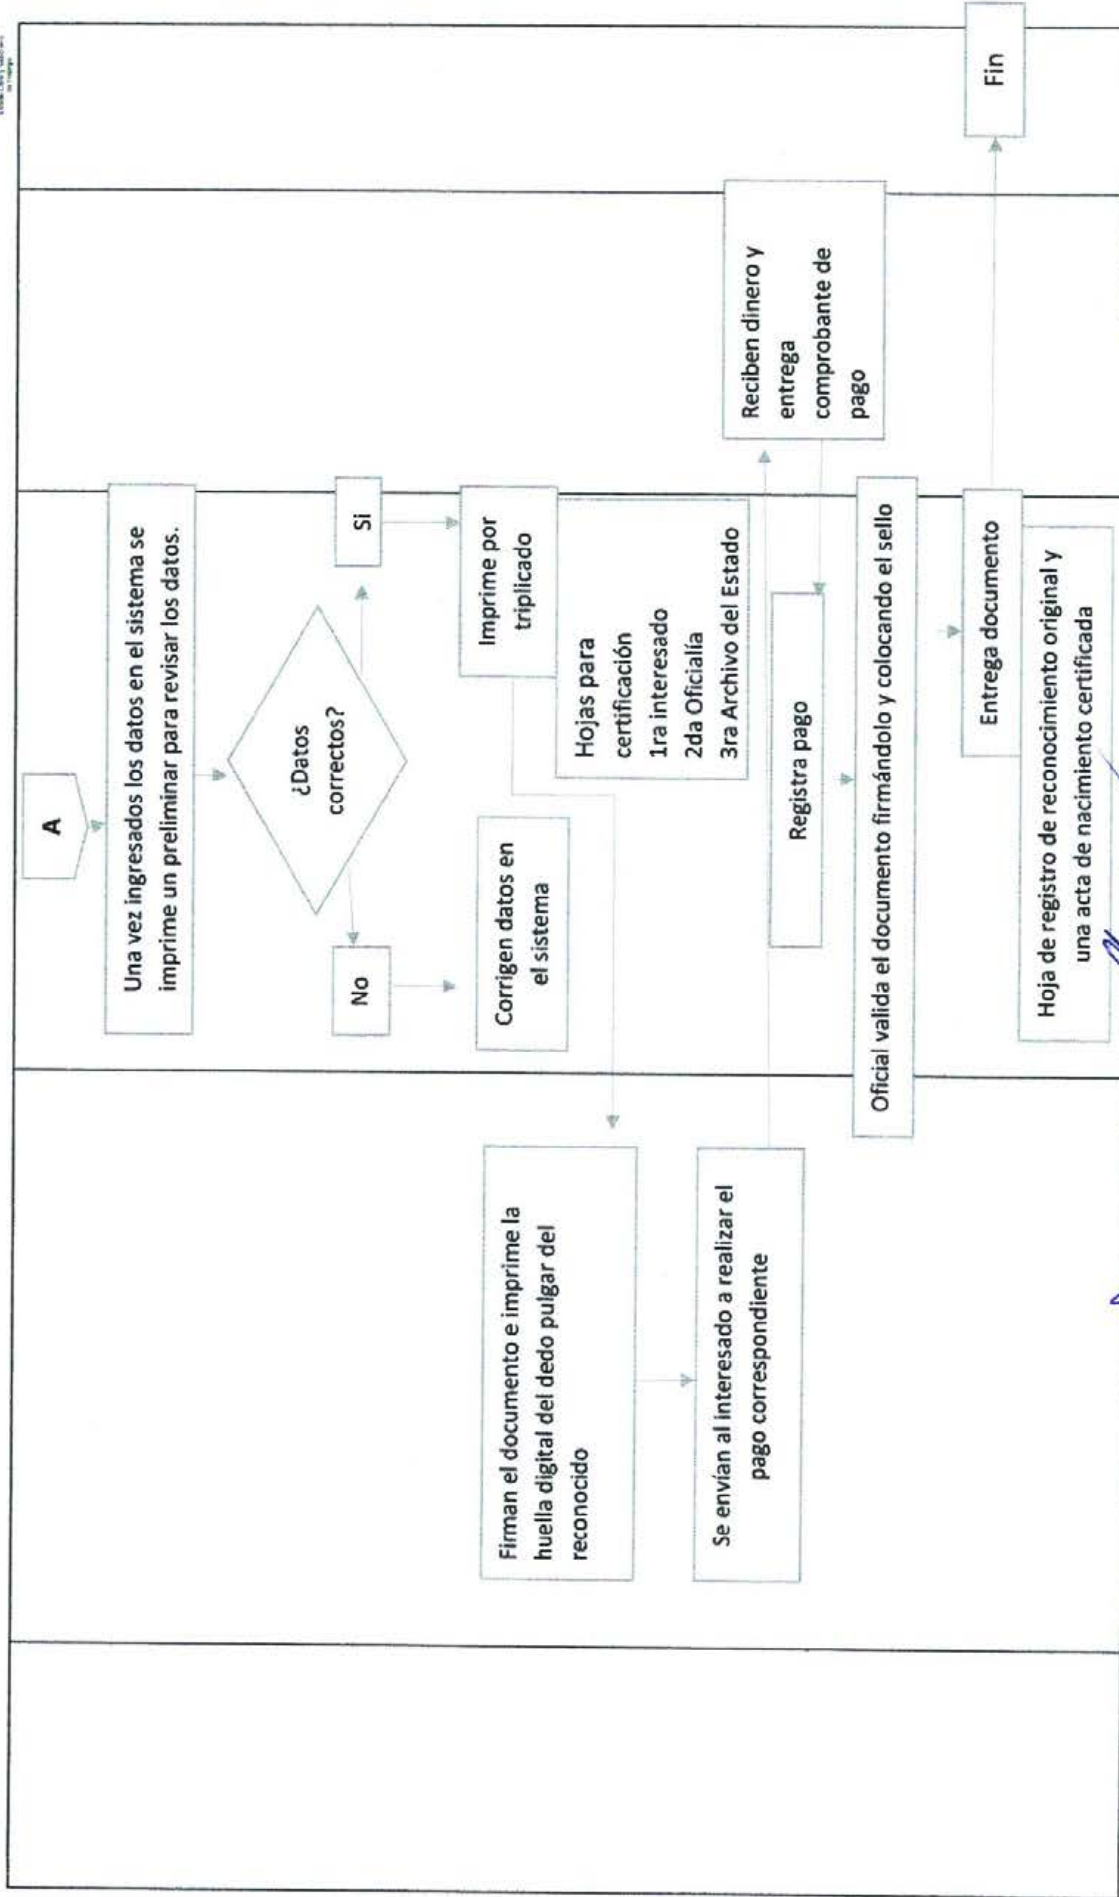 A
Una vez ingresados los datos en el sistema se
imprime un preliminar para revisar los datos.
¿Datos
correctos?
No
Si
Corrigen datos en
el sistema
Imprime por
triplicado
Hojas para
certificación
1ra interesado
2da Oficialía
3ra Archivo del Estado
Firman el documento e imprime la
huella digital del dedo pulgar del
reconocido
Se envían al interesado a realizar el
pago correspondiente
Reciben dinero y
entrega
comprobante de
pago
Registra pago
Oficial valida el documento firmándolo y colocando el sello
Entrega documento
Hoja de registro de reconocimiento original y
una acta de nacimiento certificada
Fin